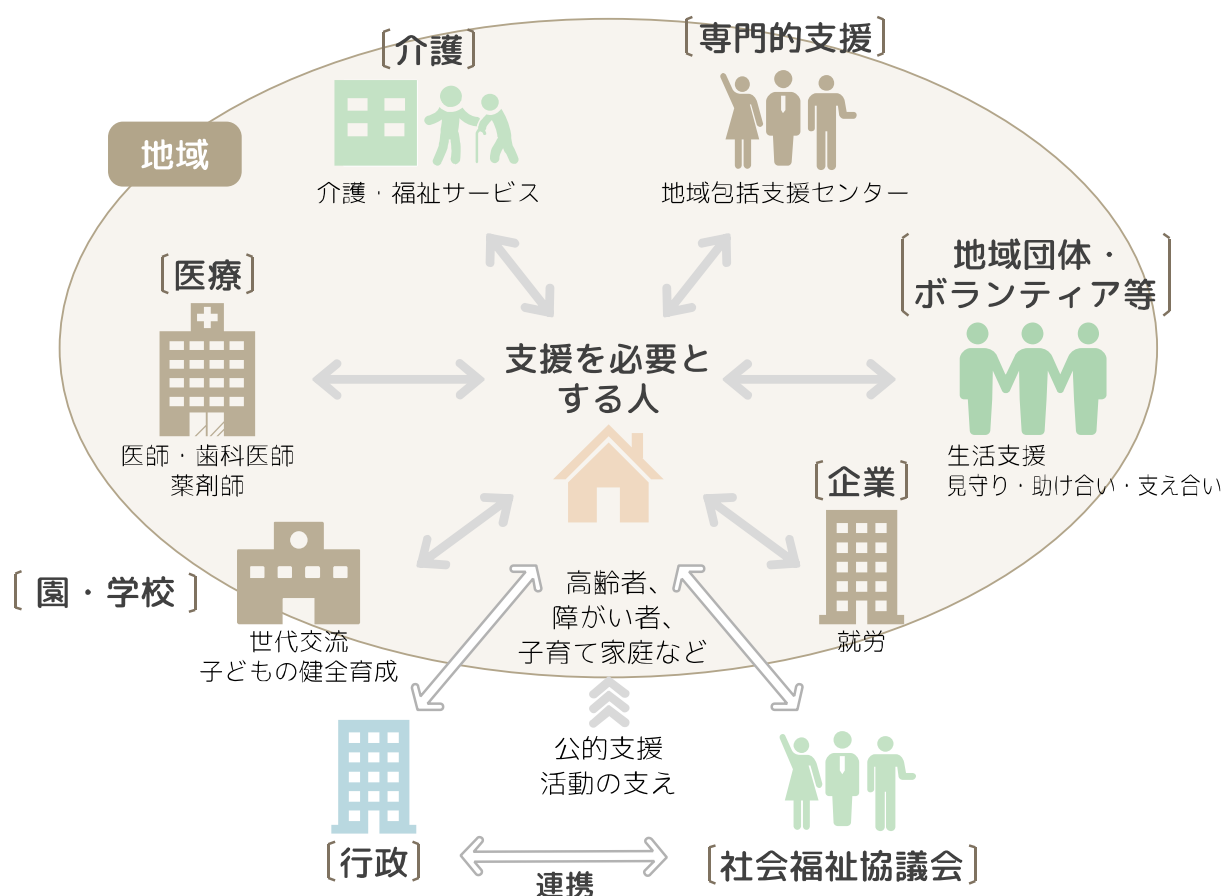 [介護]
[専門的支援]
地域
介護・福祉サービス
地域包括支援センター
[医療]
[地域団体・
ボランティア等]
支援を必要と
する人
医師・歯科医師
薬剤師
生活支援
見守り・助け合い・支え合い
[企業]
[園・学校]
高齢者、
障がい者、
子育て家庭など
世代交流
子どもの健全育成
就労
公的支援
活動の支え
[行政]
連携
[社会福祉協議会]